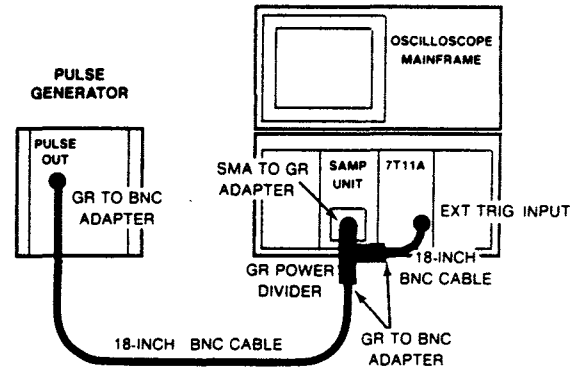 OSCILLOSCOPE
MAINFRAME
PULSE
GENERATOR
PULSE
OUT
GR TO BNC
ADAPTER
SMA TO GR
ADAPTER
SAMP
UNIT
7T11A
EXT TRIG INPUT
18-INCH
BNC CABLE
GR POWER
DIVIDER
18-INCH BNC CABLE
GR TO BNC
ADAPTER